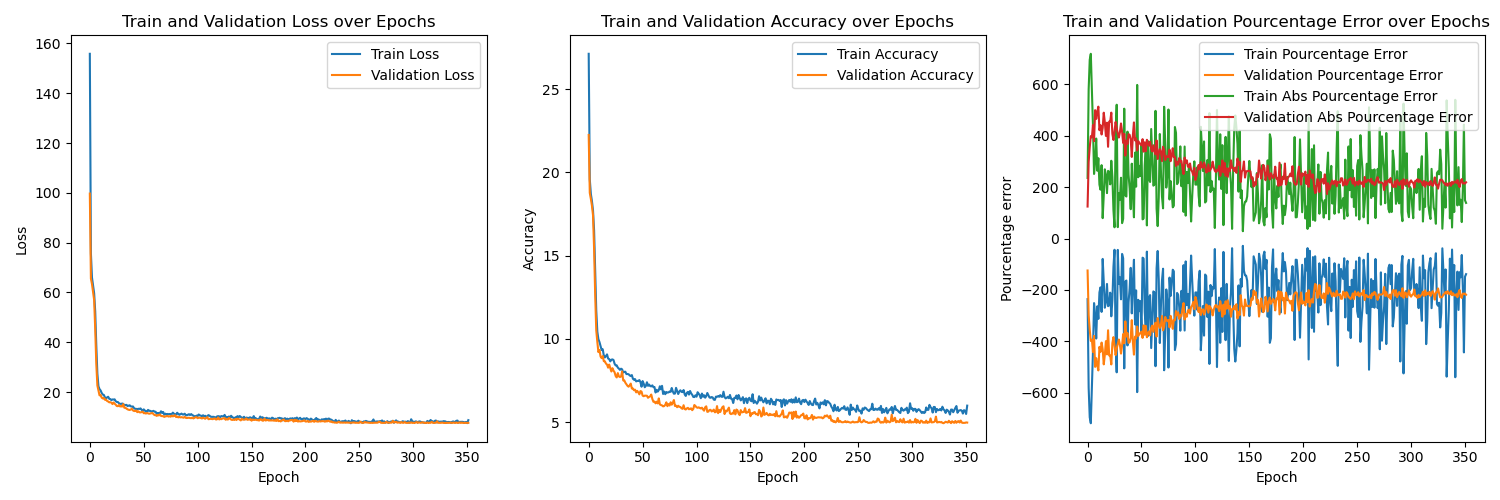 Train and Validation Loss over Epochs
Train Loss
Validation Loss
160
140
120
100
80
60
40
20
Loss
0
50
100
150
200
250
300
350
Epoch
Train and Validation Accuracy over Epochs
Train Accuracy
Validation Accuracy
25
20
15
10
5
Accuracy
0
50
100
150
200
250
300
350
Epoch
Train and Validation Pourcentage Error over Epochs
Train Pourcentage Error
Validation Pourcentage Error
Train Abs Pourcentage Error
Validation Abs Pourcentage Error
600
400
200
0
−200
−400
−600
Pourcentage error
0
50
100
150
200
250
300
350
Epoch